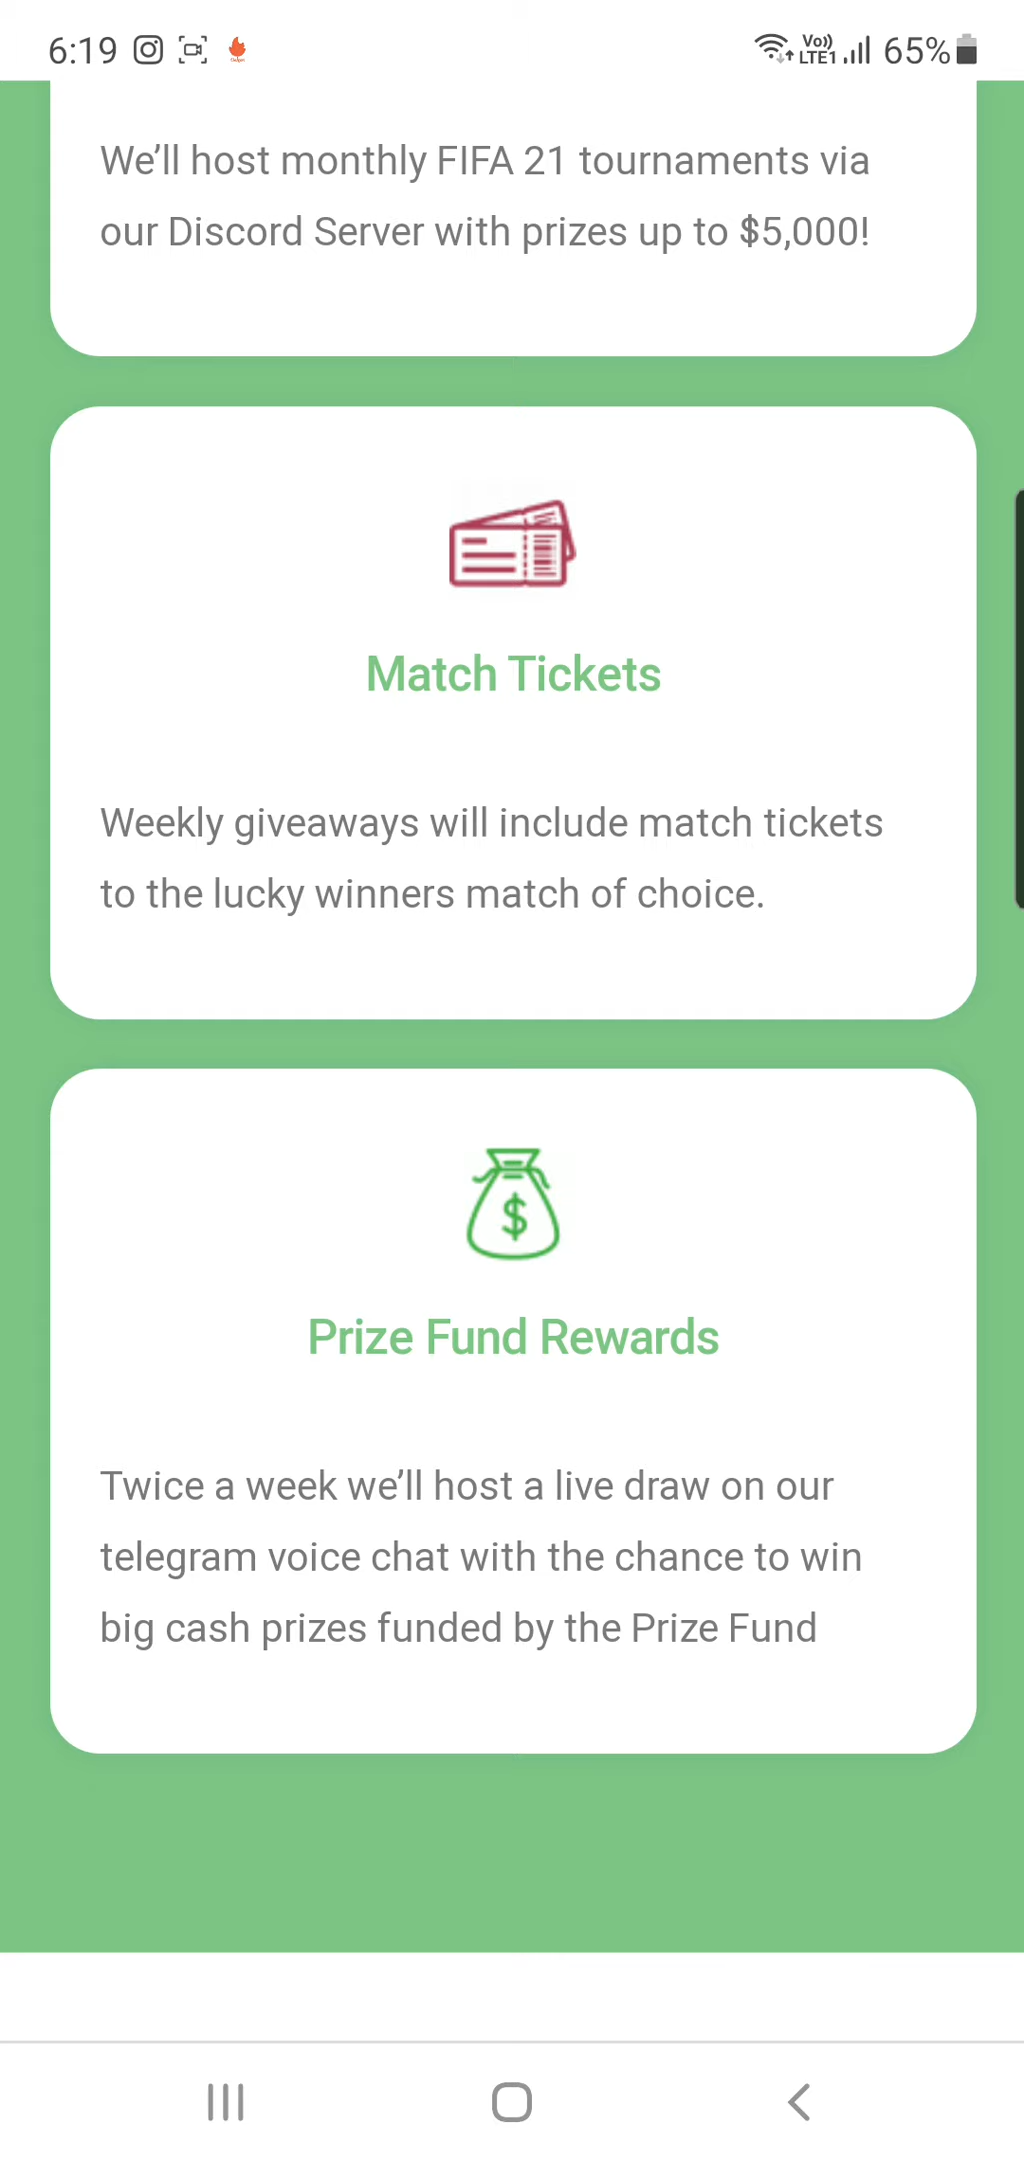 6:19
Vo))
LTE1
65%
We’ll host monthly FIFA 21 tournaments via
our Discord Server with prizes up to $5,000!
Match Tickets
Weekly giveaways will include match tickets
to the lucky winners match of choice.
$
Prize Fund Rewards
Twice a week we’ll host a live draw on our
telegram voice chat with the chance to win
big cash prizes funded by the Prize Fund